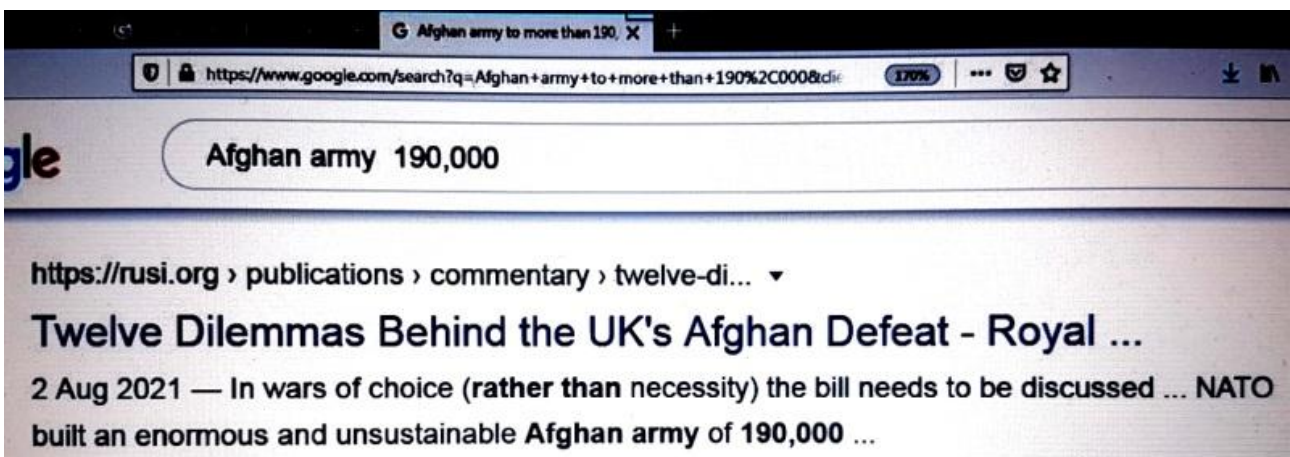 G Afghan army to more than 190,
https://www.google.com/search?q=Afghan+army+to+more+than+190%2C000&clie
170%
gle
Afghan army 190,000
https://rusi.org › publications › commentary › twelve-di...
Twelve Dilemmas Behind the UK's Afghan Defeat - Royal ...
2 Aug 2021 — In wars of choice (rather than necessity) the bill needs to be discussed ... NATO
built an enormous and unsustainable Afghan army of 190,000 ...